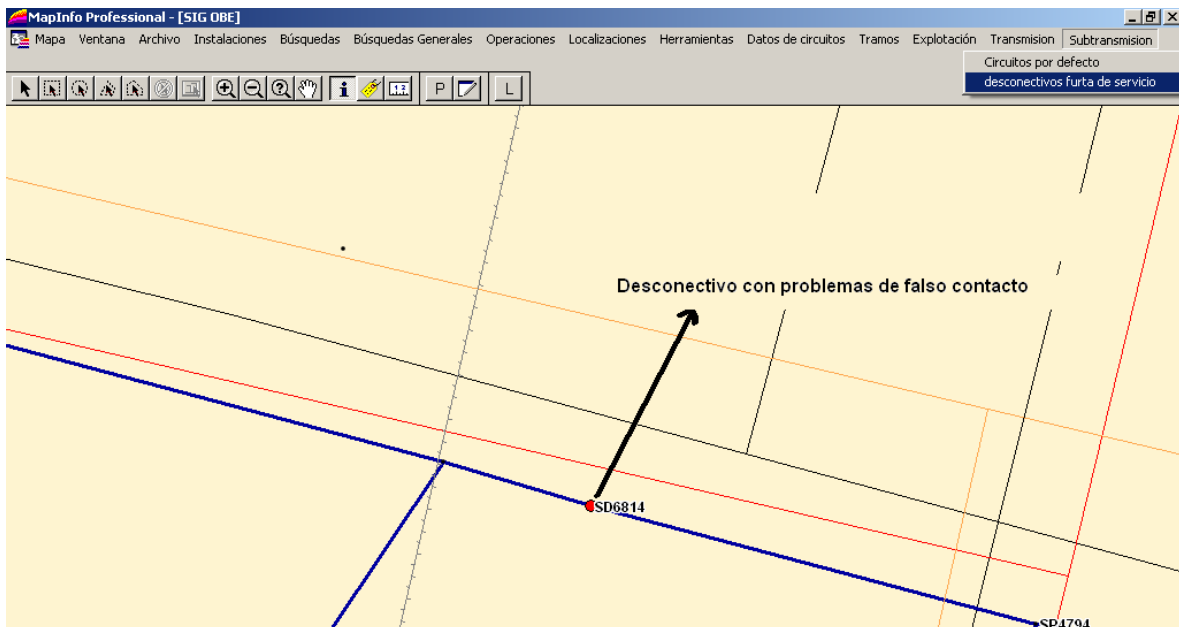 MapInfo Professional - [SIG OBE]
Mapa Ventana Archivo Instalaciones Búsquedas Búsquedas Generales Operaciones Localizaciones Herramientas Datos de circuitos Tramos Explotación Transmision Subtransmision
Circuitos por defecto
desconectivos furta de servicio
P L
Desconectivo con problemas de falso contacto
SD6814
SP4794